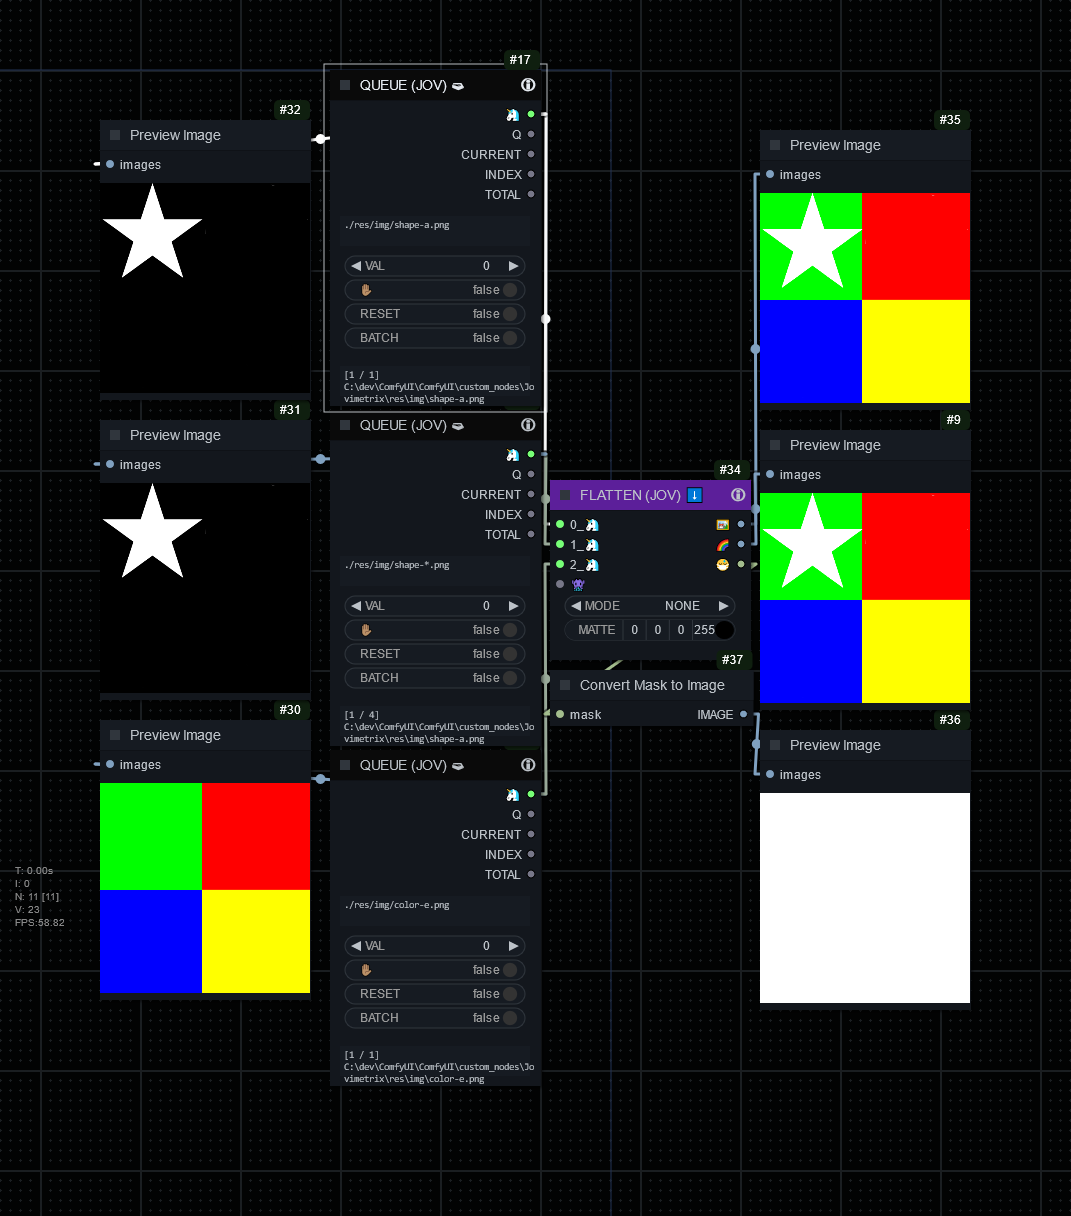 #17
QUEUE (JOV)
Q
CURRENT
INDEX
TOTAL
./res/img/shape-a.png
VAL 0
false
RESET false
BATCH false
[1 / 1]
C:\dev\ComfyUI\ComfyUI\custom_nodes\Jo
vimetrix\res\img\shape-a.png
#32
Preview Image
images
#31
Preview Image
images
QUEUE (JOV)
Q
CURRENT
INDEX
TOTAL
./res/img/shape-*.png
VAL 0
false
RESET false
BATCH false
[1 / 4]
C:\dev\ComfyUI\ComfyUI\custom_nodes\Jo
vimetrix\res\img\shape-a.png
#30
Preview Image
images
QUEUE (JOV)
Q
CURRENT
INDEX
TOTAL
./res/img/color-e.png
VAL 0
false
RESET false
BATCH false
[1 / 1]
C:\dev\ComfyUI\ComfyUI\custom_nodes\Jo
vimetrix\res\img\color-e.png
T: 0.00s
I: 0
N: 11 [11]
V: 23
FPS:58.82
#34
FLATTEN (JOV)
0_
1_
2_
MODE NONE
MATTE 0 0 0 255
#37
Convert Mask to Image
mask IMAGE
#35
Preview Image
images
#9
Preview Image
images
#36
Preview Image
images